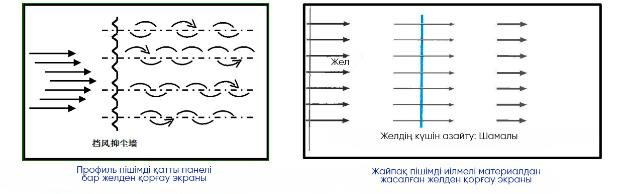 挡风抑尘墙
Профиль пішімді қатты панелі
бар желден қорғау экраны
Жел
Желдің күшін азайту: Шамалы
Жайпақ пішімді иілмелі материалдан
жасалған желден қорғау экраны